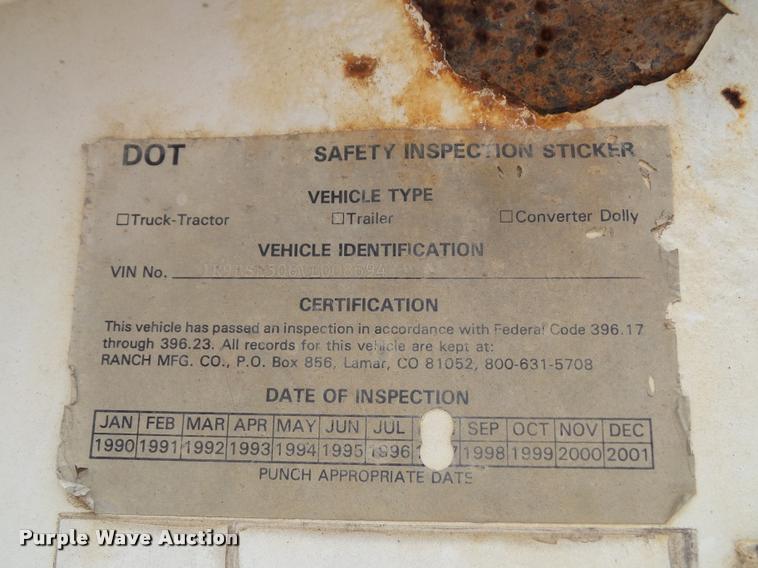 DOT SAFETY INSPECTION STICKER
VEHICLE TYPE
☐Truck-Tractor ☐Trailer ☐Converter Dolly
VEHICLE IDENTIFICATION
VIN No.
CERTIFICATION
This vehicle has passed an inspection in accordance with Federal Code 396.17
through 396.23. All records for this vehicle are kept at:
RANCH MFG. CO., P.O. Box 856, Lamar, CO 81052, 800-631-5708
DATE OF INSPECTION
JAN FEB MAR APR MAY JUN JUL SEP OCT NOV DEC
1990 1991 1992 1993 1994 1995 1996 1998 1999 2000 2001
PUNCH APPROPRIATE DATE
Purple Wave Auction